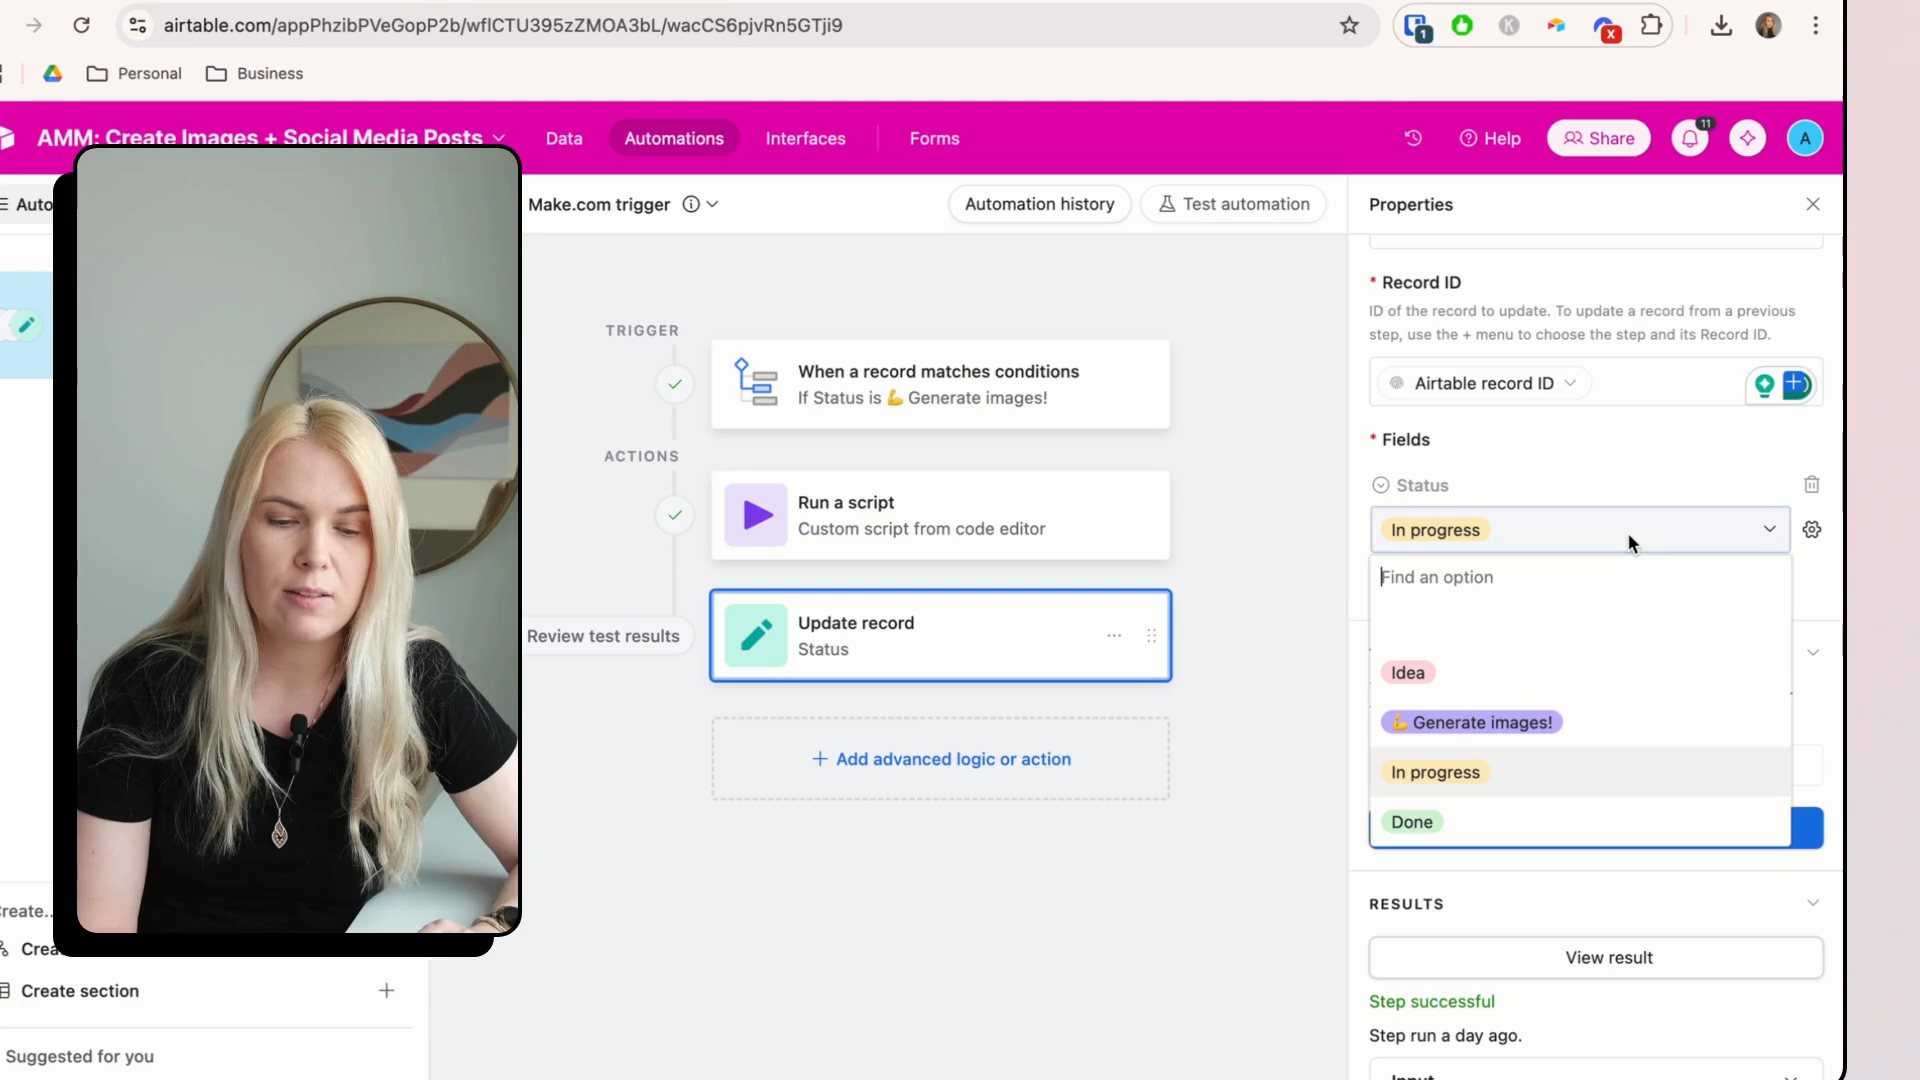 airtable.com/appPhzibPVeGopP2b/wflCTU395zZMOA3bL/wacCS6pjvRn5GTji9
1
K
x
Personal
Business
AMM: Create Images + Social Media Posts
Data
Automations
Interfaces
Forms
Help
Share
11
A
Auto
Make.com trigger
Automation history
Test automation
Properties
TRIGGER
When a record matches conditions
If Status is 💪 Generate images!
ACTIONS
Run a script
Custom script from code editor
Review test results
Update record
Status
+ Add advanced logic or action
* Record ID
ID of the record to update. To update a record from a previous
step, use the + menu to choose the step and its Record ID.
Airtable record ID
* Fields
Status
In progress
Find an option
Idea
💪 Generate images!
In progress
Done
RESULTS
View result
Step successful
Step run a day ago.
Input
Create...
Crea
Create section
Suggested for you